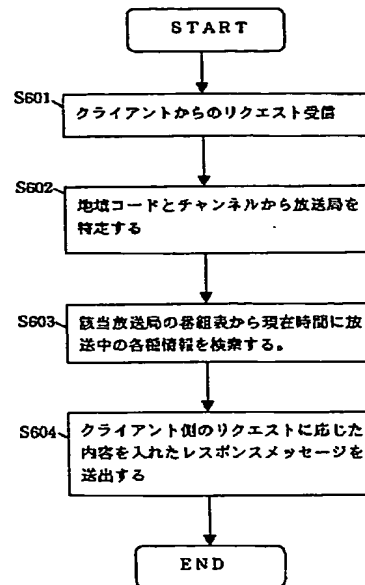 START
S601
クライアントからのリクエスト受信
S602
地域コードとチャンネルから放送局を
特定する
S603
該当放送局の番組表から現在時間に放
送中の各種情報を検索する。
S604
クライアント側のリクエストに応じた
内容を入れたレスポンスメッセージを
送出する
END